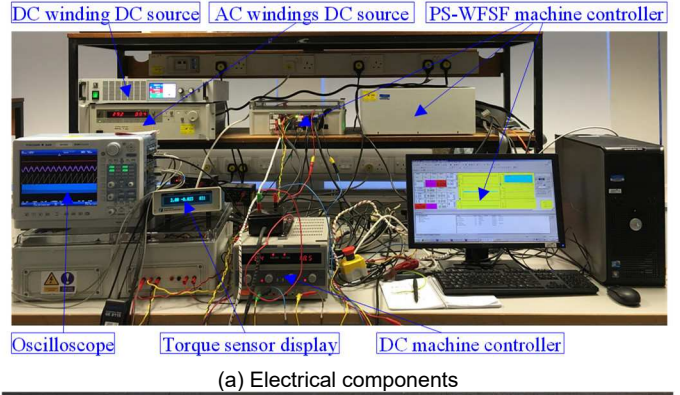 DC winding DC source AC windings DC source PS-WFSF machine controller
Oscilloscope Torque sensor display DC machine controller
(a) Electrical components